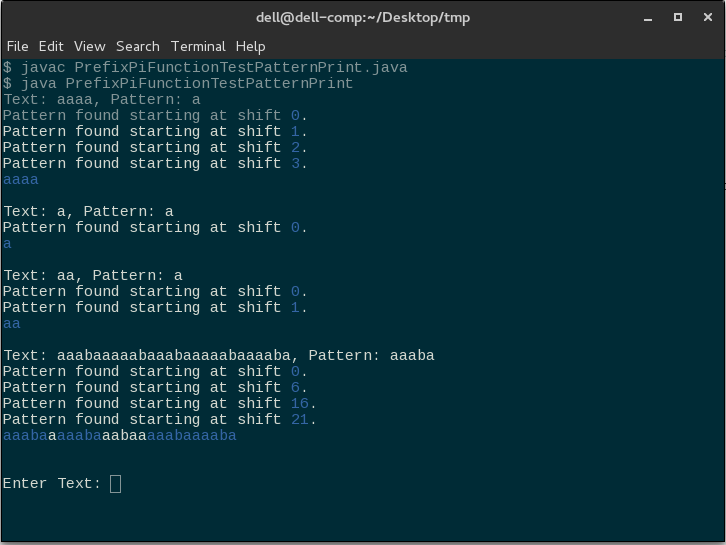 dell@dell-comp:~/Desktop/tmp
File Edit View Search Terminal Help
$ javac PrefixPiFunctionTestPatternPrint.java
$ java PrefixPiFunctionTestPatternPrint
Text: aaaa, Pattern: a
Pattern found starting at shift 0.
Pattern found starting at shift 1.
Pattern found starting at shift 2.
Pattern found starting at shift 3.
aaaa
Text: a, Pattern: a
Pattern found starting at shift 0.
a
Text: aa, Pattern: a
Pattern found starting at shift 0.
Pattern found starting at shift 1.
aa
Text: aaabaaaaabaaabaaaaabaaaaba, Pattern: aaaba
Pattern found starting at shift 0.
Pattern found starting at shift 6.
Pattern found starting at shift 16.
Pattern found starting at shift 21.
aaabaaaaabaaabaaaaabaaaaba
Enter Text: